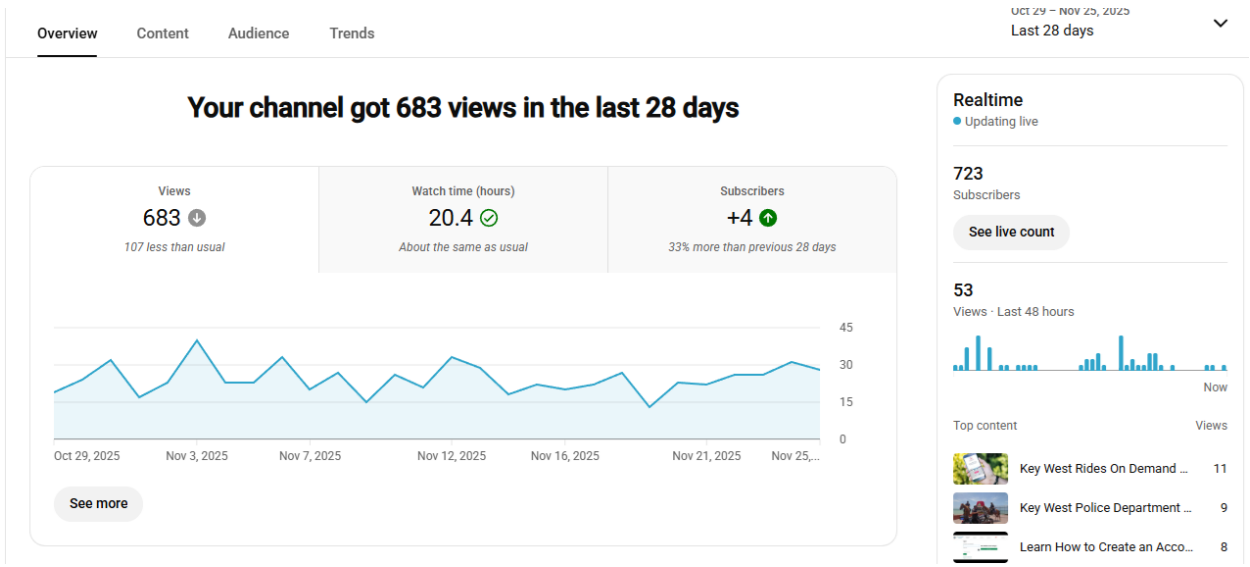 Oct 29 – Nov 25, 2025
Last 28 days
Overview
Content
Audience
Trends
Your channel got 683 views in the last 28 days
Views
683
107 less than usual
Watch time (hours)
20.4
About the same as usual
Subscribers
+4
33% more than previous 28 days
45
30
15
0
Oct 29, 2025
Nov 3, 2025
Nov 7, 2025
Nov 12, 2025
Nov 16, 2025
Nov 21, 2025
Nov 25,...
See more
Realtime
Updating live
723
Subscribers
See live count
53
Views · Last 48 hours
Now
Top content Views
Key West Rides On Demand ... 11
Key West Police Department ... 9
Learn How to Create an Acco... 8